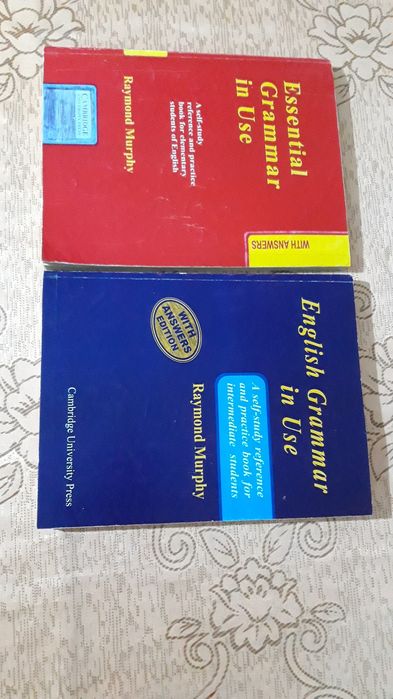 Essential
Grammar
in Use
A self-study
reference and practice
book for elementary
students of English
Raymond Murphy
WITH ANSWERS
CAMBRIDGE
English Grammar
in Use
A self-study reference
and practice book for
intermediate students
Raymond Murphy
WITH
ANSWERS
EDITION
Cambridge University Press